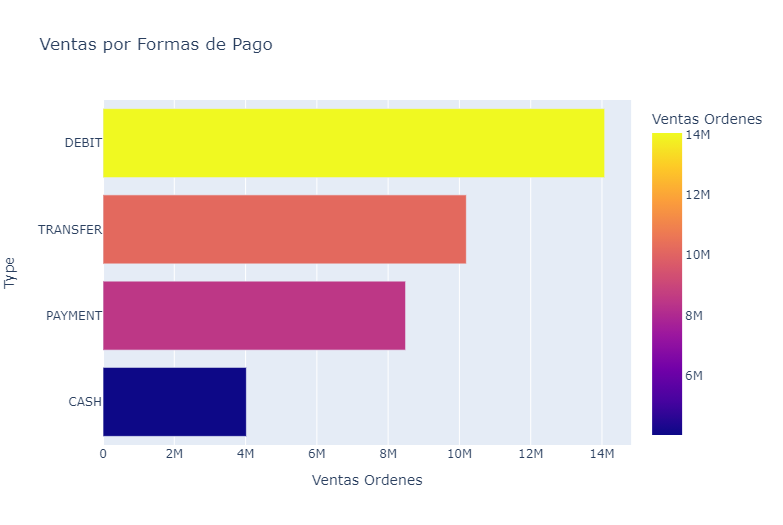 Ventas por Formas de Pago
Ventas Ordenes
DEBIT
TRANSFER
PAYMENT
CASH
Type
0 2M 4M 6M 8M 10M 12M 14M
Ventas Ordenes
14M
12M
10M
8M
6M